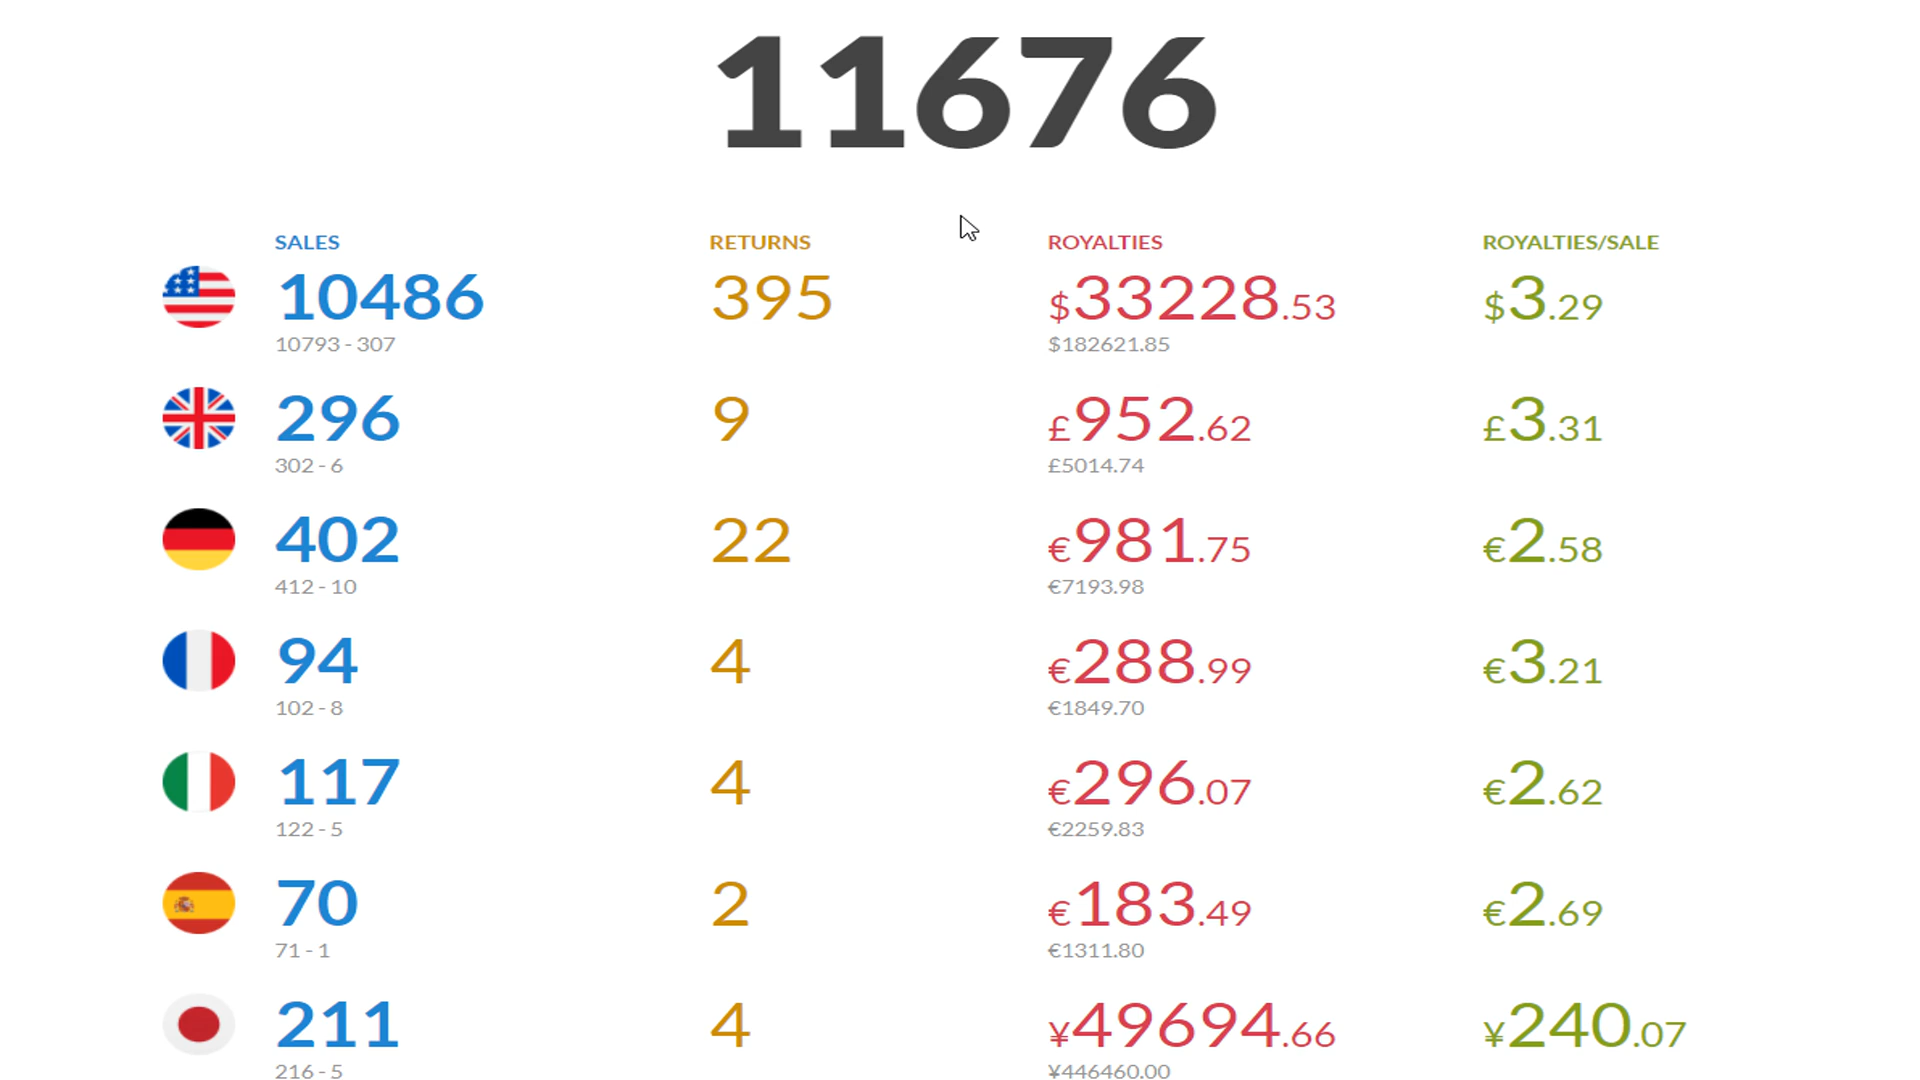 11676
SALES RETURNS ROYALTIES ROYALTIES/SALE
10486 395 $33228.53 $3.29
10793 - 307 $182621.85
296 9 £952.62 £3.31
302 - 6 £5014.74
402 22 €981.75 €2.58
412 - 10 €7193.98
94 4 €288.99 €3.21
102 - 8 €1849.70
117 4 €296.07 €2.62
122 - 5 €2259.83
70 2 €183.49 €2.69
71 - 1 €1311.80
211 4 ¥49694.66 ¥240.07
216 - 5 ¥446460.00